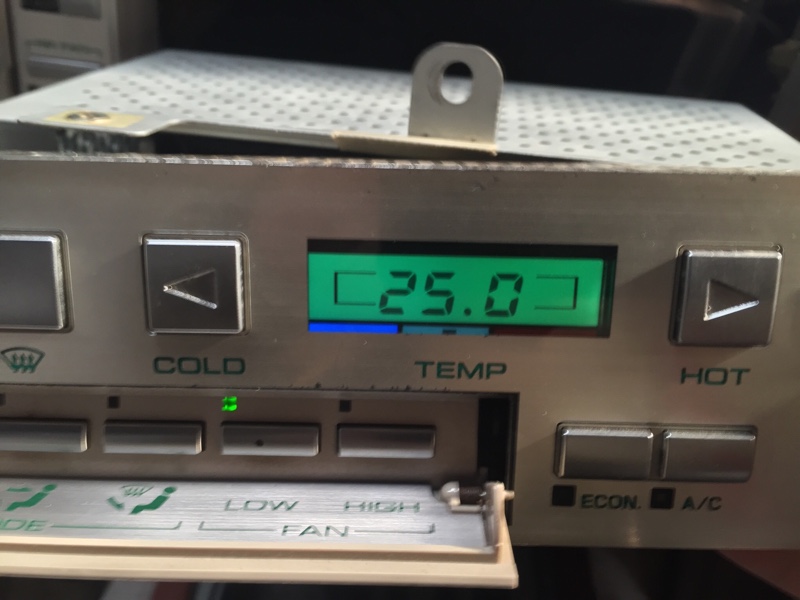 25.0
COLD
TEMP
HOT
ECON.
A/C
LOW
HIGH
FAN